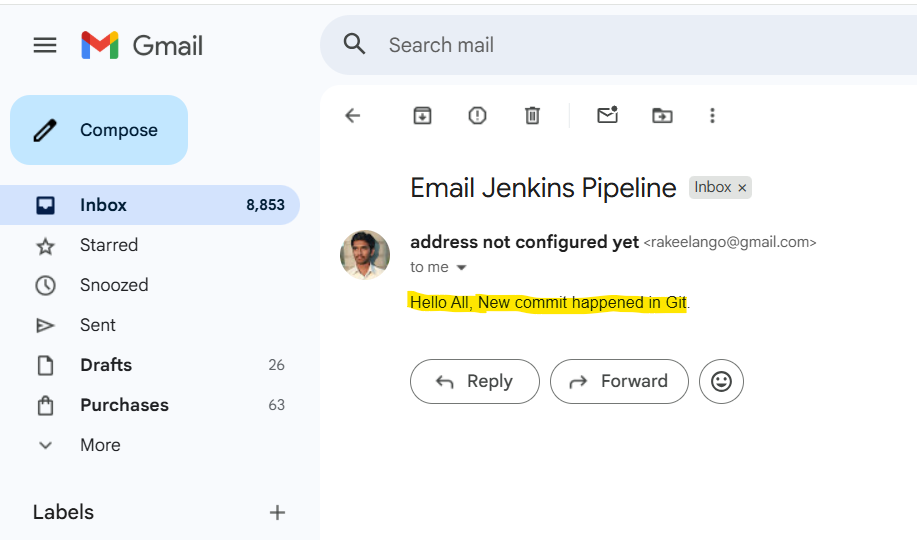 Gmail
Search mail
Compose
Inbox 8,853
Starred
Snoozed
Sent
Drafts 26
Purchases 63
More
Labels
Email Jenkins Pipeline Inbox ×
address not configured yet <rakeelango@gmail.com>
to me
Hello All, New commit happened in Git.
Reply Forward